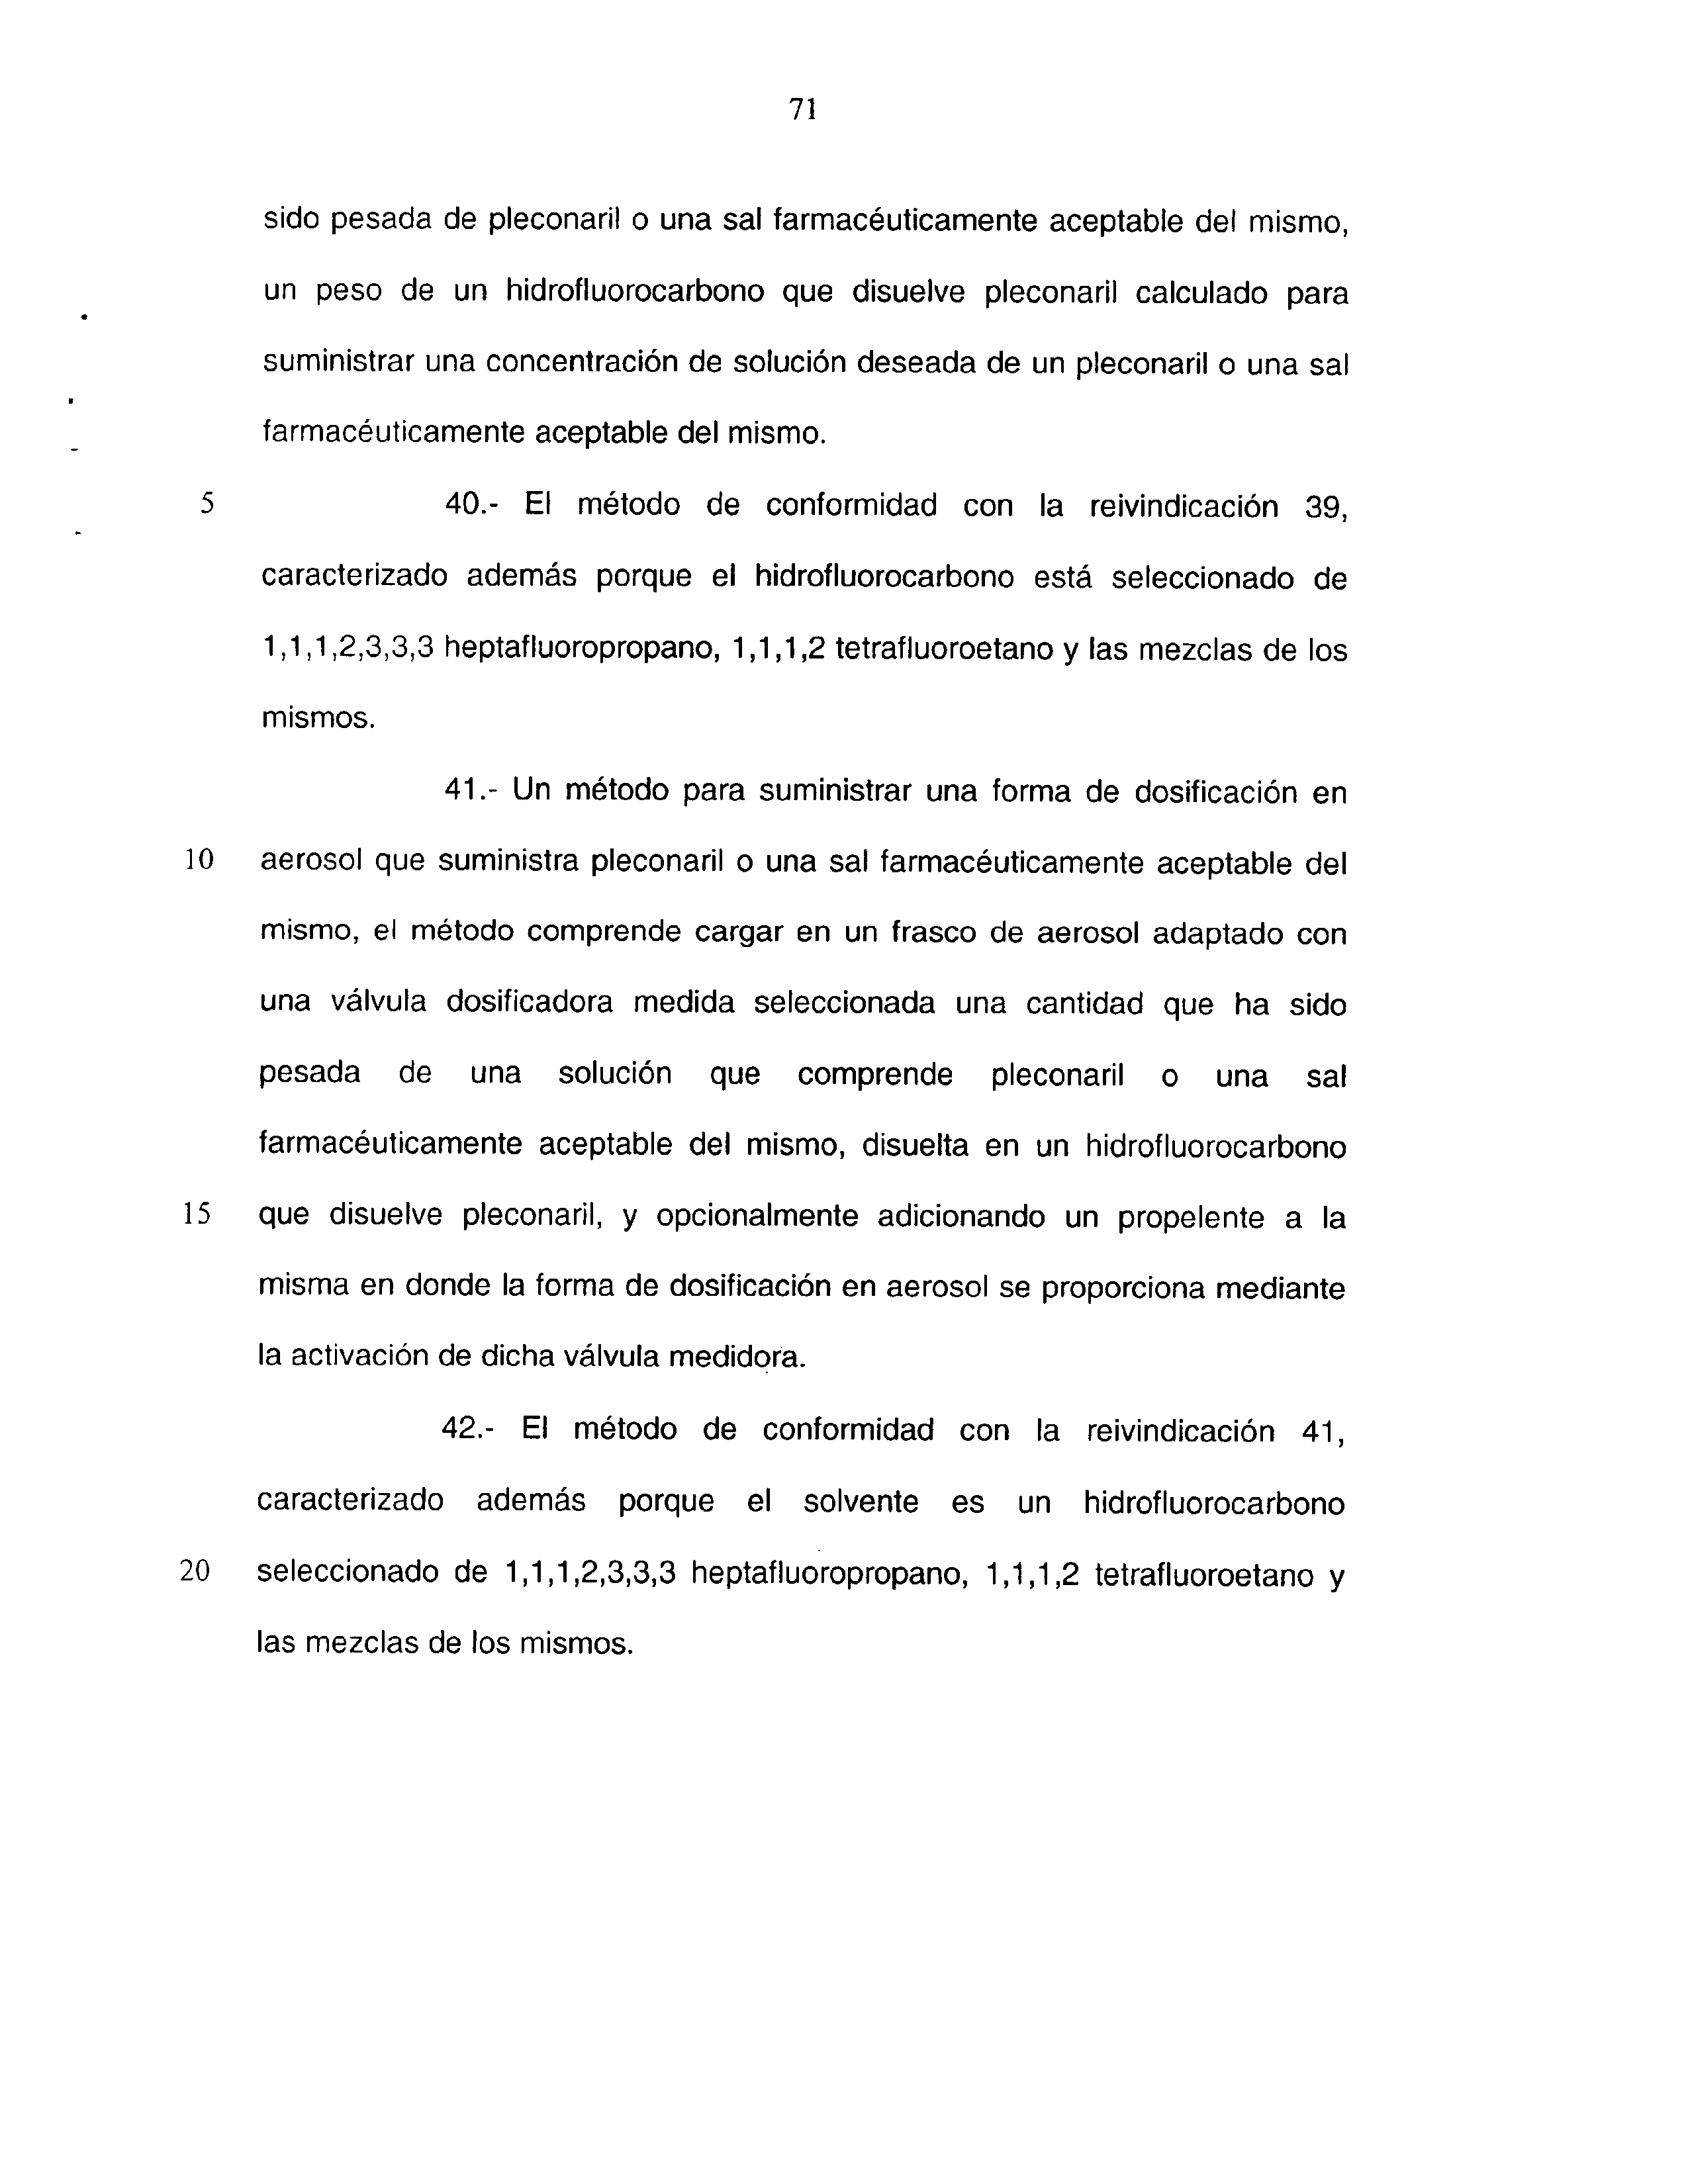 71
sido pesada de pleconaril o una sal farmacéuticamente aceptable del mismo,
un peso de un hidrofluorocarbono que disuelve pleconaril calculado para
suministrar una concentración de solución deseada de un pleconaril o una sal
farmacéuticamente aceptable del mismo.
5 40.- El método de conformidad con la reivindicación 39,
caracterizado además porque el hidrofluorocarbono está seleccionado de
1,1,1,2,3,3,3 heptafluoropropano, 1,1,1,2 tetrafluoroetano y las mezclas de los
mismos.
41.- Un método para suministrar una forma de dosificación en
10 aerosol que suministra pleconaril o una sal farmacéuticamente aceptable del
mismo, el método comprende cargar en un frasco de aerosol adaptado con
una válvula dosificadora medida seleccionada una cantidad que ha sido
pesada de una solución que comprende pleconaril o una sal
farmacéuticamente aceptable del mismo, disuelta en un hidrofluorocarbono
15 que disuelve pleconaril, y opcionalmente adicionando un propelente a la
misma en donde la forma de dosificación en aerosol se proporciona mediante
la activación de dicha válvula medidora.
42.- El método de conformidad con la reivindicación 41,
caracterizado además porque el solvente es un hidrofluorocarbono
20 seleccionado de 1,1,1,2,3,3,3 heptafluoropropano, 1,1,1,2 tetrafluoroetano y
las mezclas de los mismos.